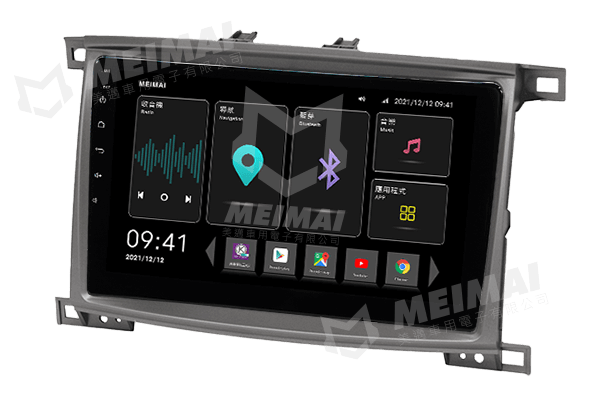 MEIMAI
美邁車用電子有限公司
MEIMAI
2021/12/12 09:41
收音機
Radio
導航
Navigation
藍芽
Bluetooth
音樂
Music
應用程式
APP
MEIMAI
美邁車用電子有限公司
09:41
2021/12/12
YouTube
Chrome
MEIMAI
美邁車用電子有限公司